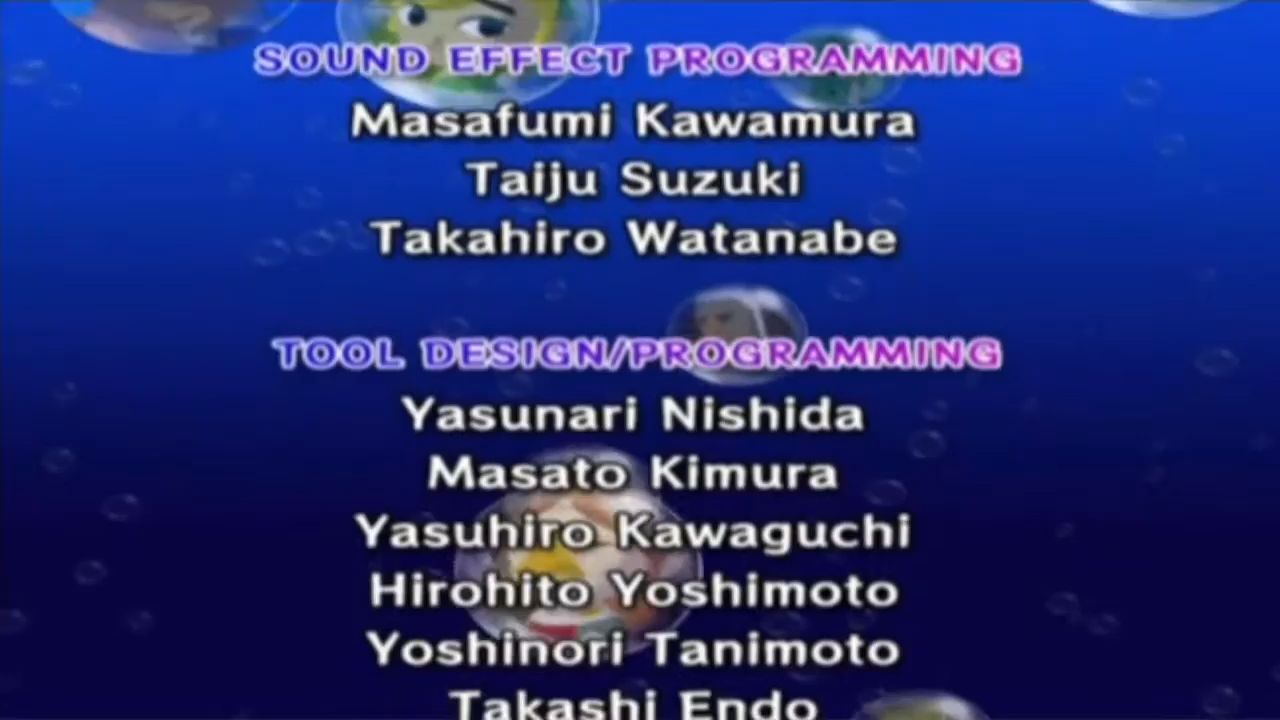 SOUND EFFECT PROGRAMMING
Masafumi Kawamura
Taiju Suzuki
Takahiro Watanabe
TOOL DESIGN/PROGRAMMING
Yasunari Nishida
Masato Kimura
Yasuhiro Kawaguchi
Hirohito Yoshimoto
Yoshinori Tanimoto
Takashi Endo